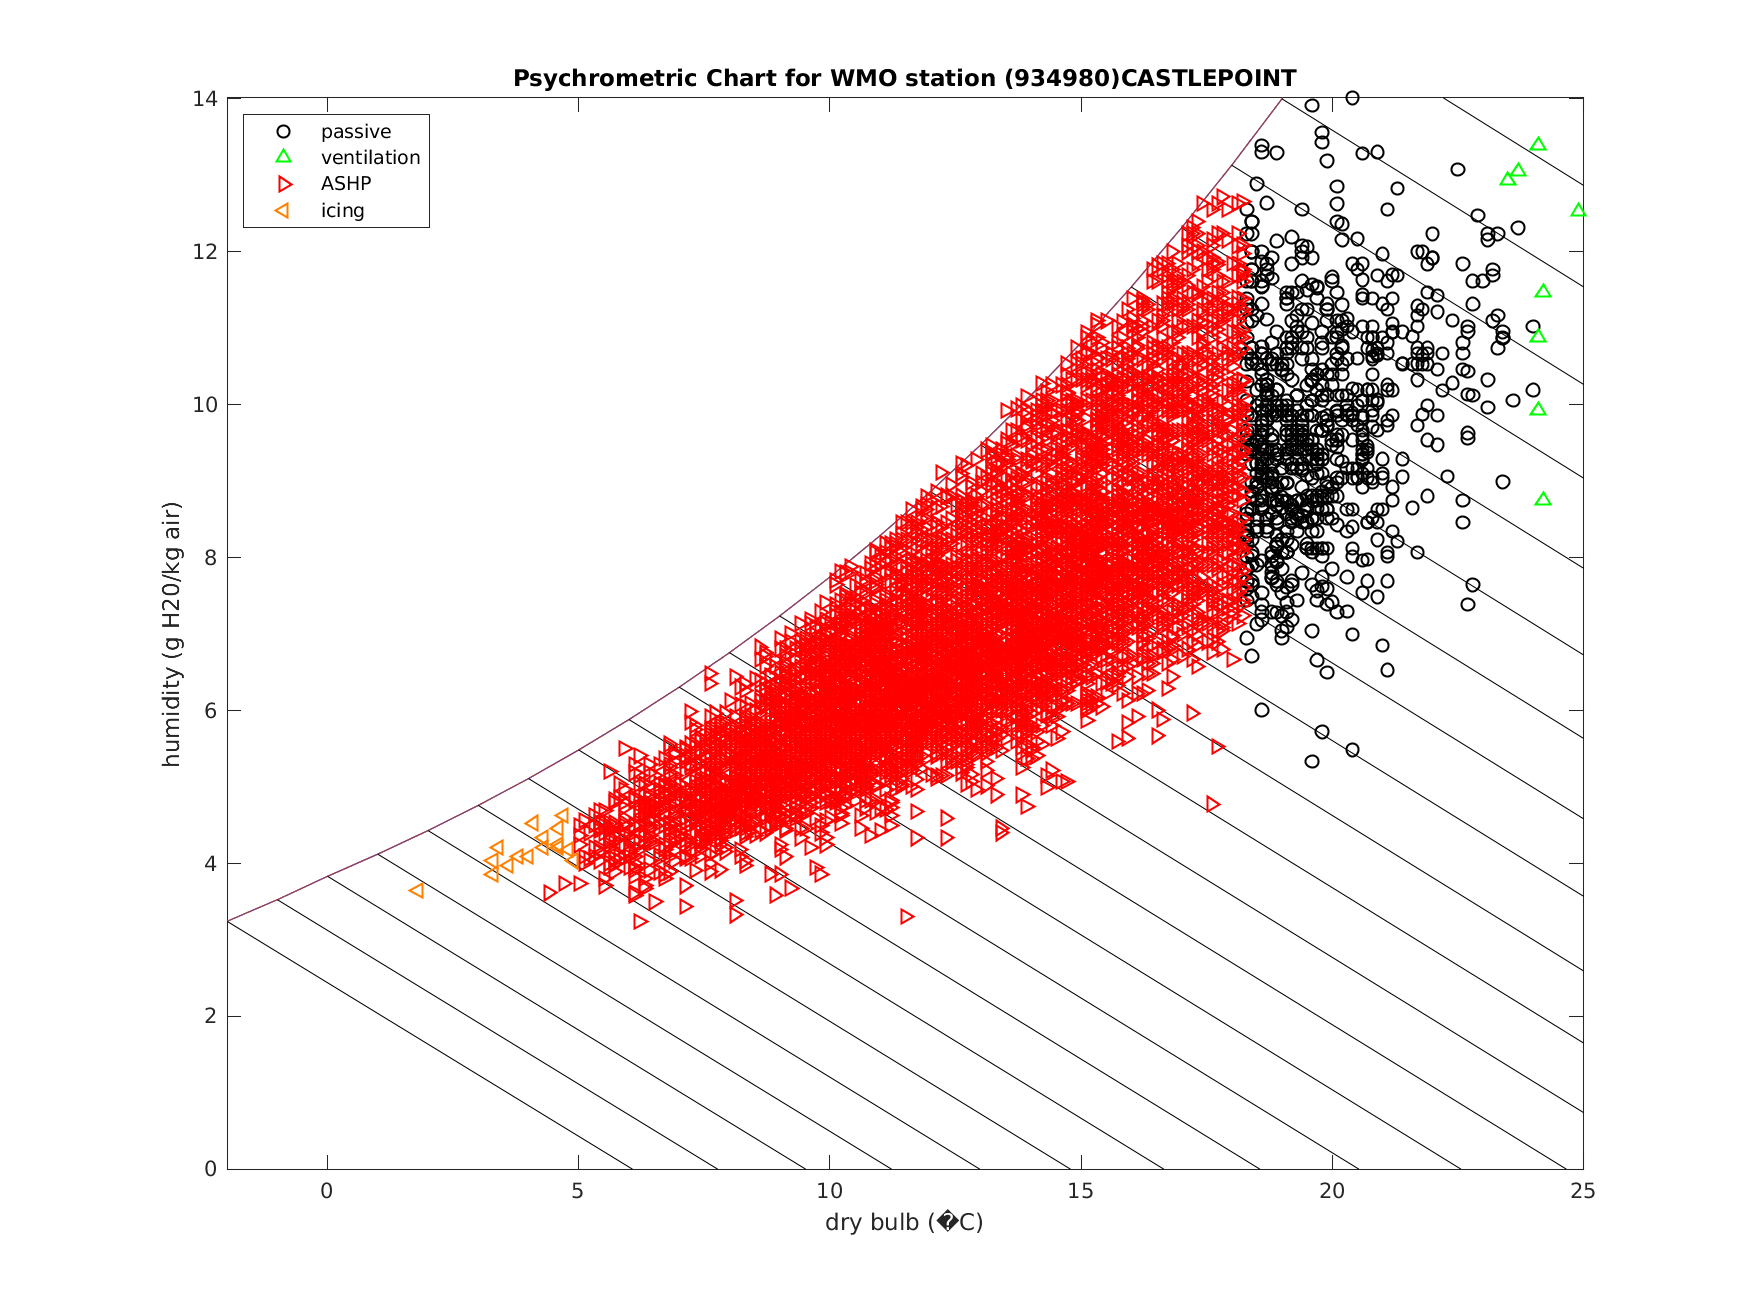 Psychrometric Chart for WMO station (934980)CASTLEPOINT
14
12
10
8
6
4
2
0
passive
ventilation
ASHP
icing
humidity (g H20/kg air)
0
5
10
15
20
25
dry bulb (�C)